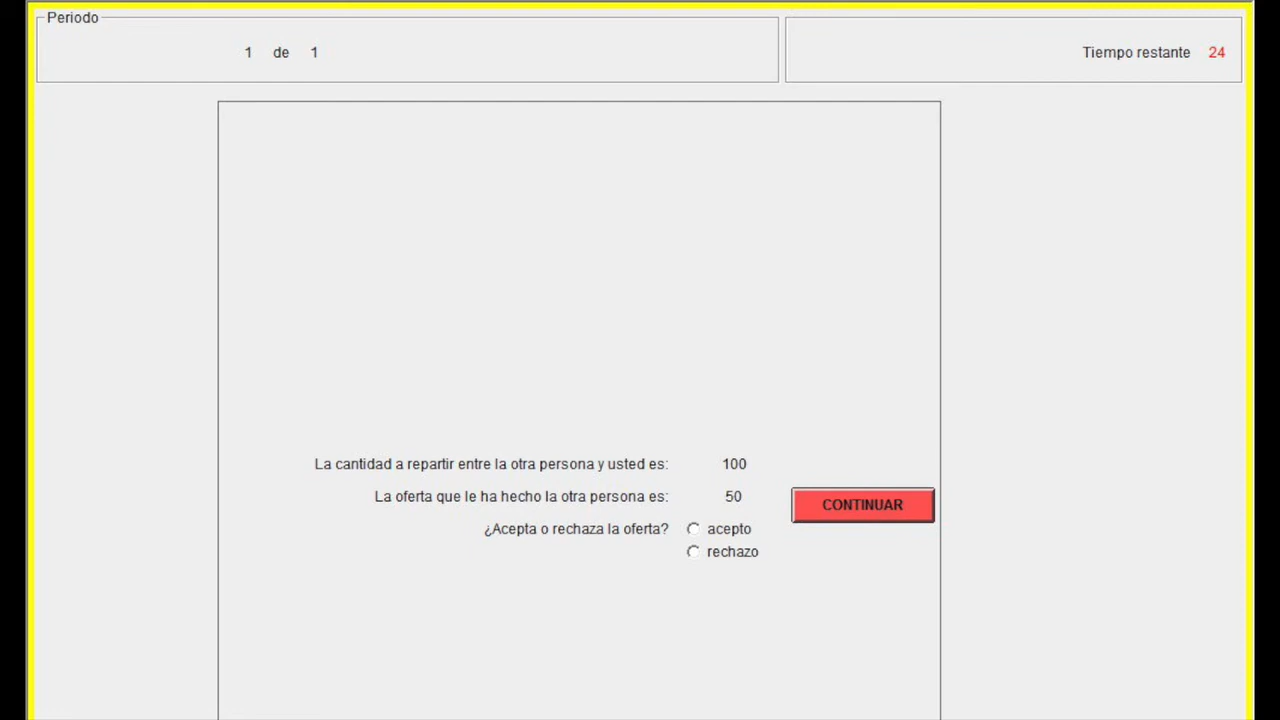 Periodo
1 de 1
Tiempo restante 24
La cantidad a repartir entre la otra persona y usted es: 100
La oferta que le ha hecho la otra persona es: 50
CONTINUAR
¿Acepta o rechaza la oferta? acepto
rechazo